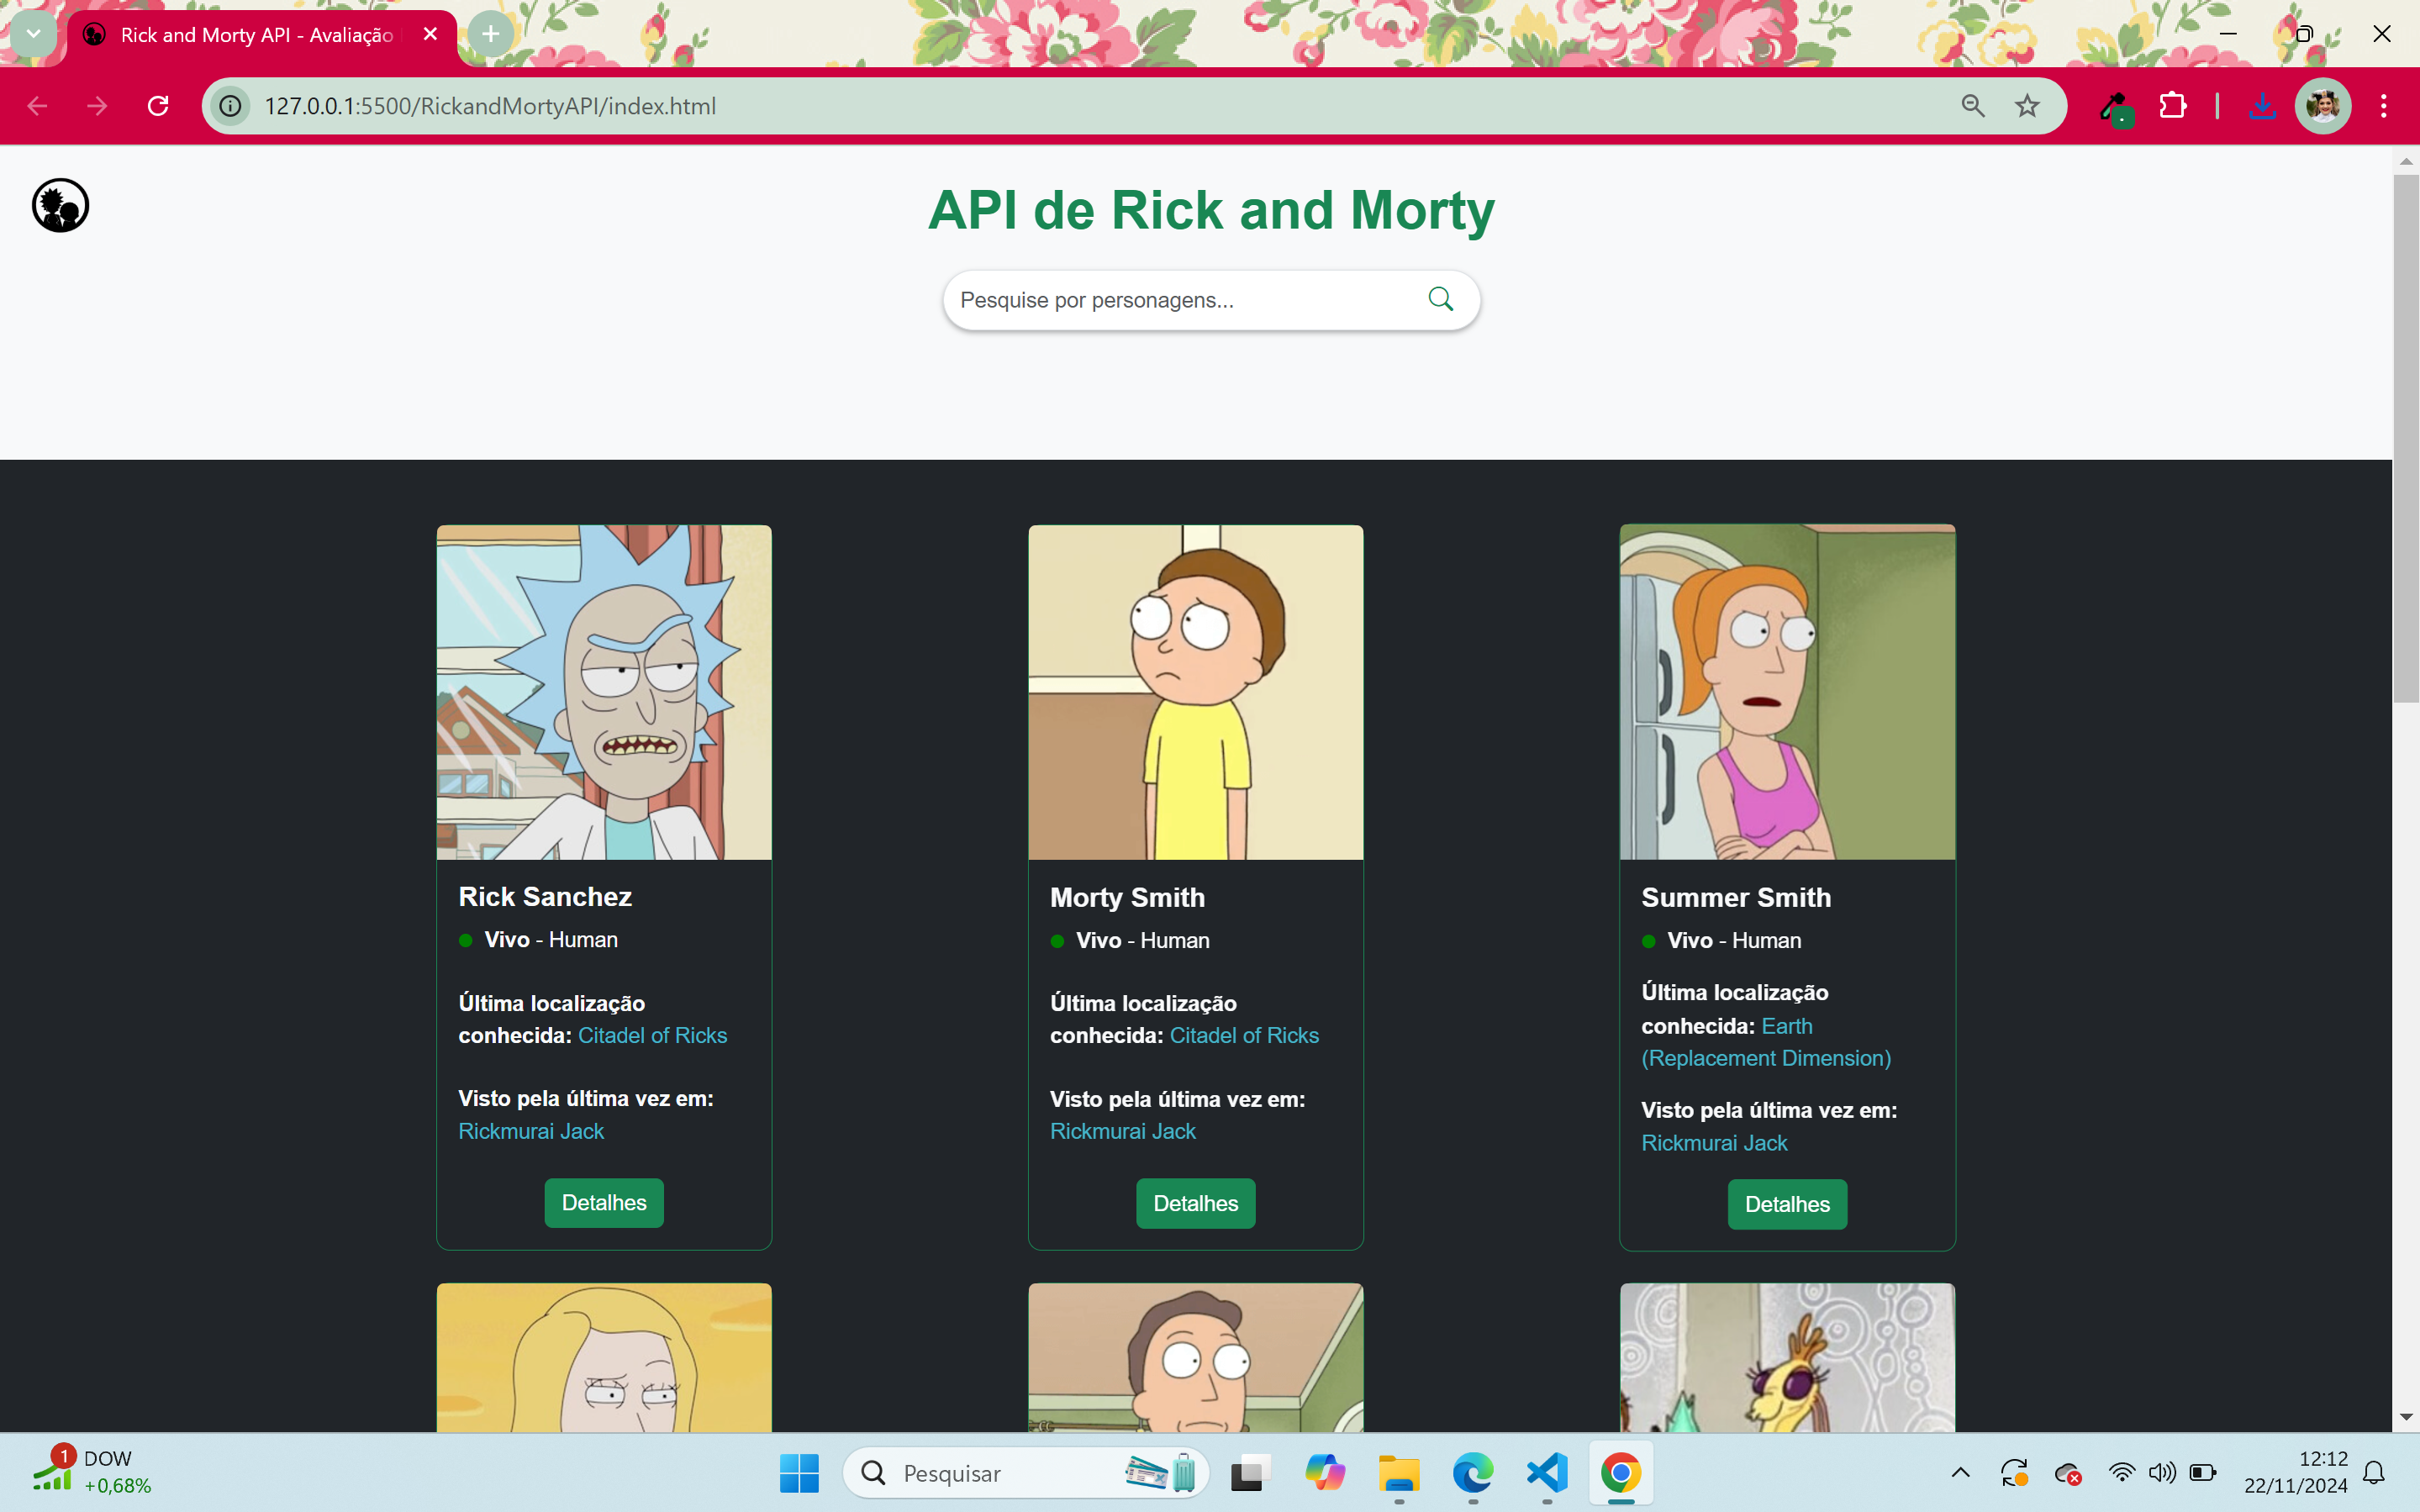 Rick and Morty API - Avaliação
127.0.0.1:5500/RickandMortyAPI/index.html
API de Rick and Morty
Pesquise por personagens...
Rick Sanchez
Vivo - Human
Última localização
conhecida: Citadel of Ricks
Visto pela última vez em:
Rickmurai Jack
Detalhes
Morty Smith
Vivo - Human
Última localização
conhecida: Citadel of Ricks
Visto pela última vez em:
Rickmurai Jack
Detalhes
Summer Smith
Vivo - Human
Última localização
conhecida: Earth
(Replacement Dimension)
Visto pela última vez em:
Rickmurai Jack
Detalhes
1
DOW
+0,68%
Pesquisar
12:12
22/11/2024